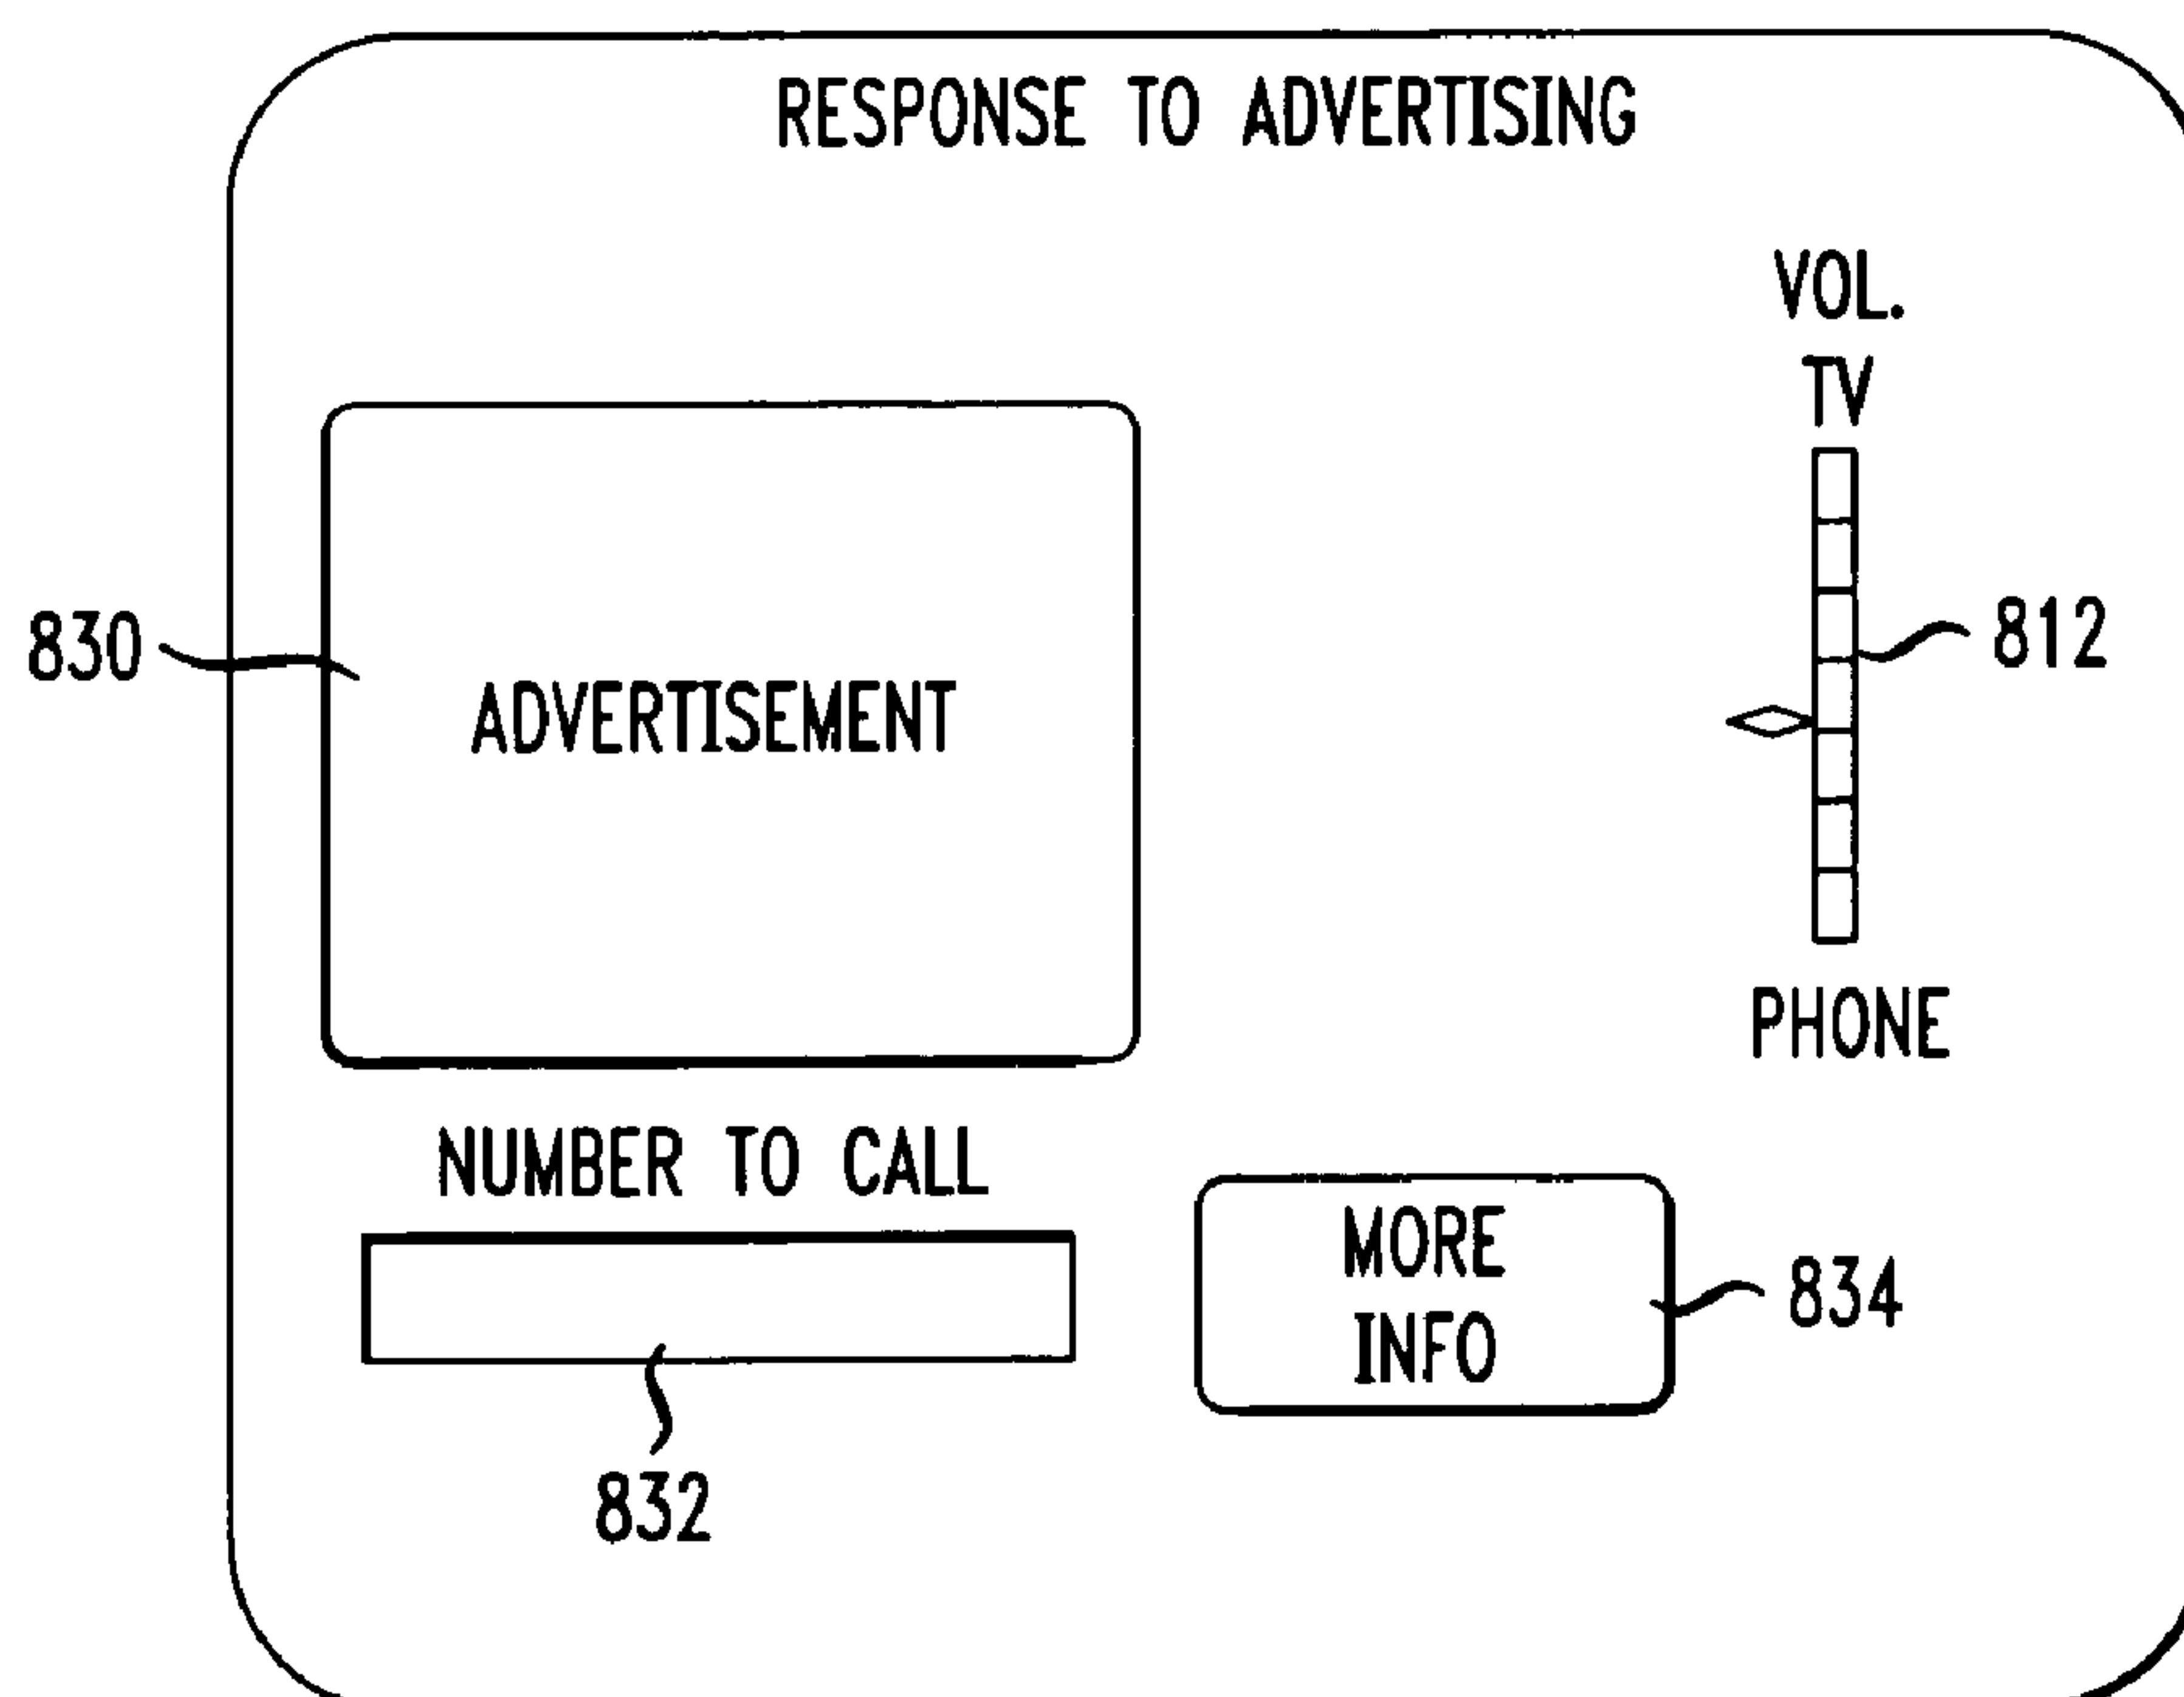 RESPONSE TO ADVERTISING
VOL.
TV
830
ADVERTISEMENT
812
PHONE
NUMBER TO CALL
MORE
INFO
834
832